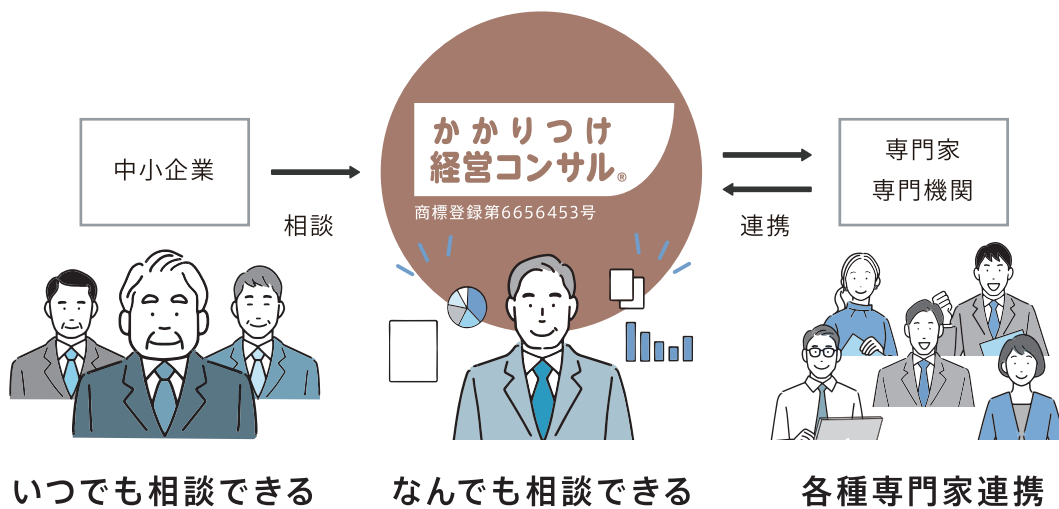 中小企業
相談
かかりつけ
経営コンサル®
商標登録第6656453号
専門家
専門機関
連携
いつでも相談できる
なんでも相談できる
各種専門家連携